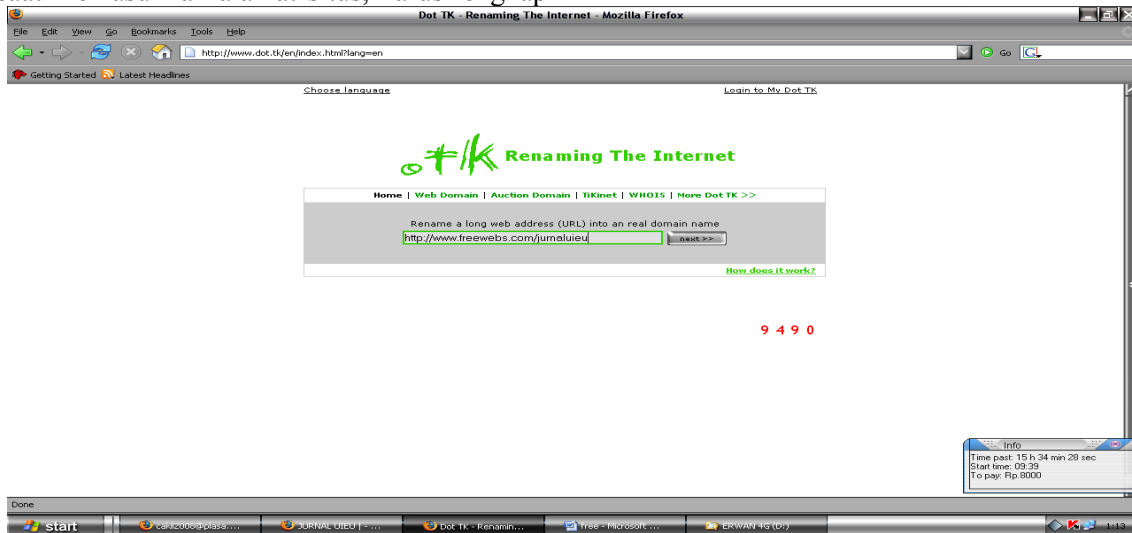 Dot TK - Renaming The Internet - Mozilla Firefox
File Edit View Go Bookmarks Tools Help
http://www.dot.tk/en/index.html?lang=en
Go
Getting Started Latest Headlines
Choose language Login to My Dot TK
.tk Renaming The Internet
Home | Web Domain | Auction Domain | TiKinet | WHOIS | More Dot TK >>
Rename a long web address (URL) into an real domain name
http://www.freewebs.com/jurnaluieu next >>
How does it work?
9 4 9 0
Info
Time past: 15 h 34 min 28 sec
Start time: 09:39
To pay: Rp.8000
Done
start cakil2008@plasa.... JURNAL UIEU | - ... Dot TK - Renamin... free - Microsoft ... ERWAN 4G (D:) 1:13